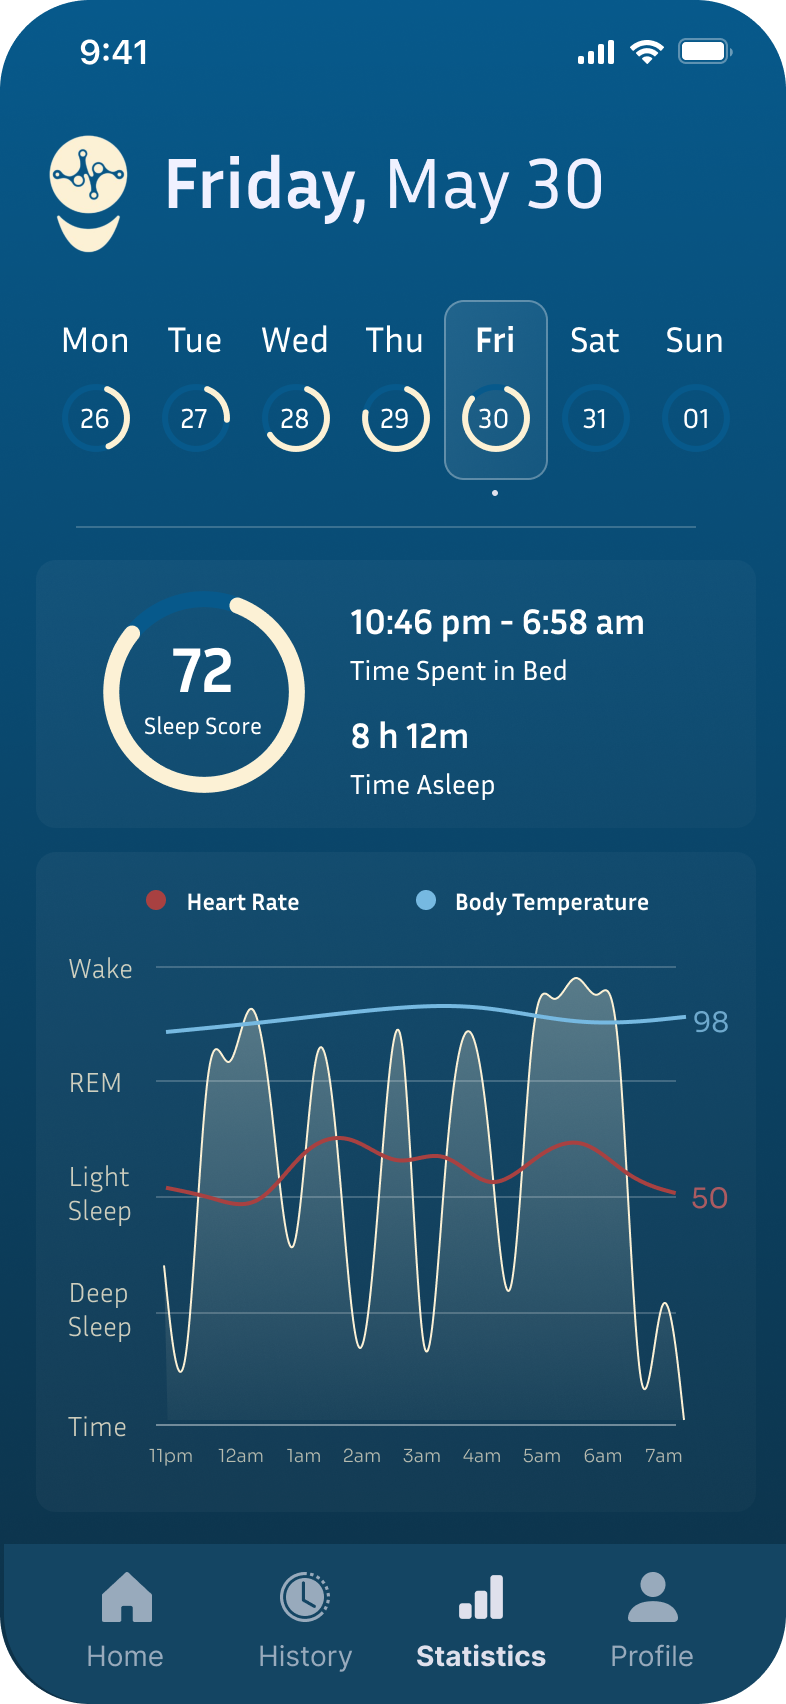 9:41
Friday, May 30
Mon Tue Wed Thu Fri Sat Sun
26 27 28 29 30 31 01
72
Sleep Score
10:46 pm - 6:58 am
Time Spent in Bed
8 h 12m
Time Asleep
Heart Rate Body Temperature
Wake
98
REM
Light
Sleep
50
Deep
Sleep
Time
11pm 12am 1am 2am 3am 4am 5am 6am 7am
Home History Statistics Profile